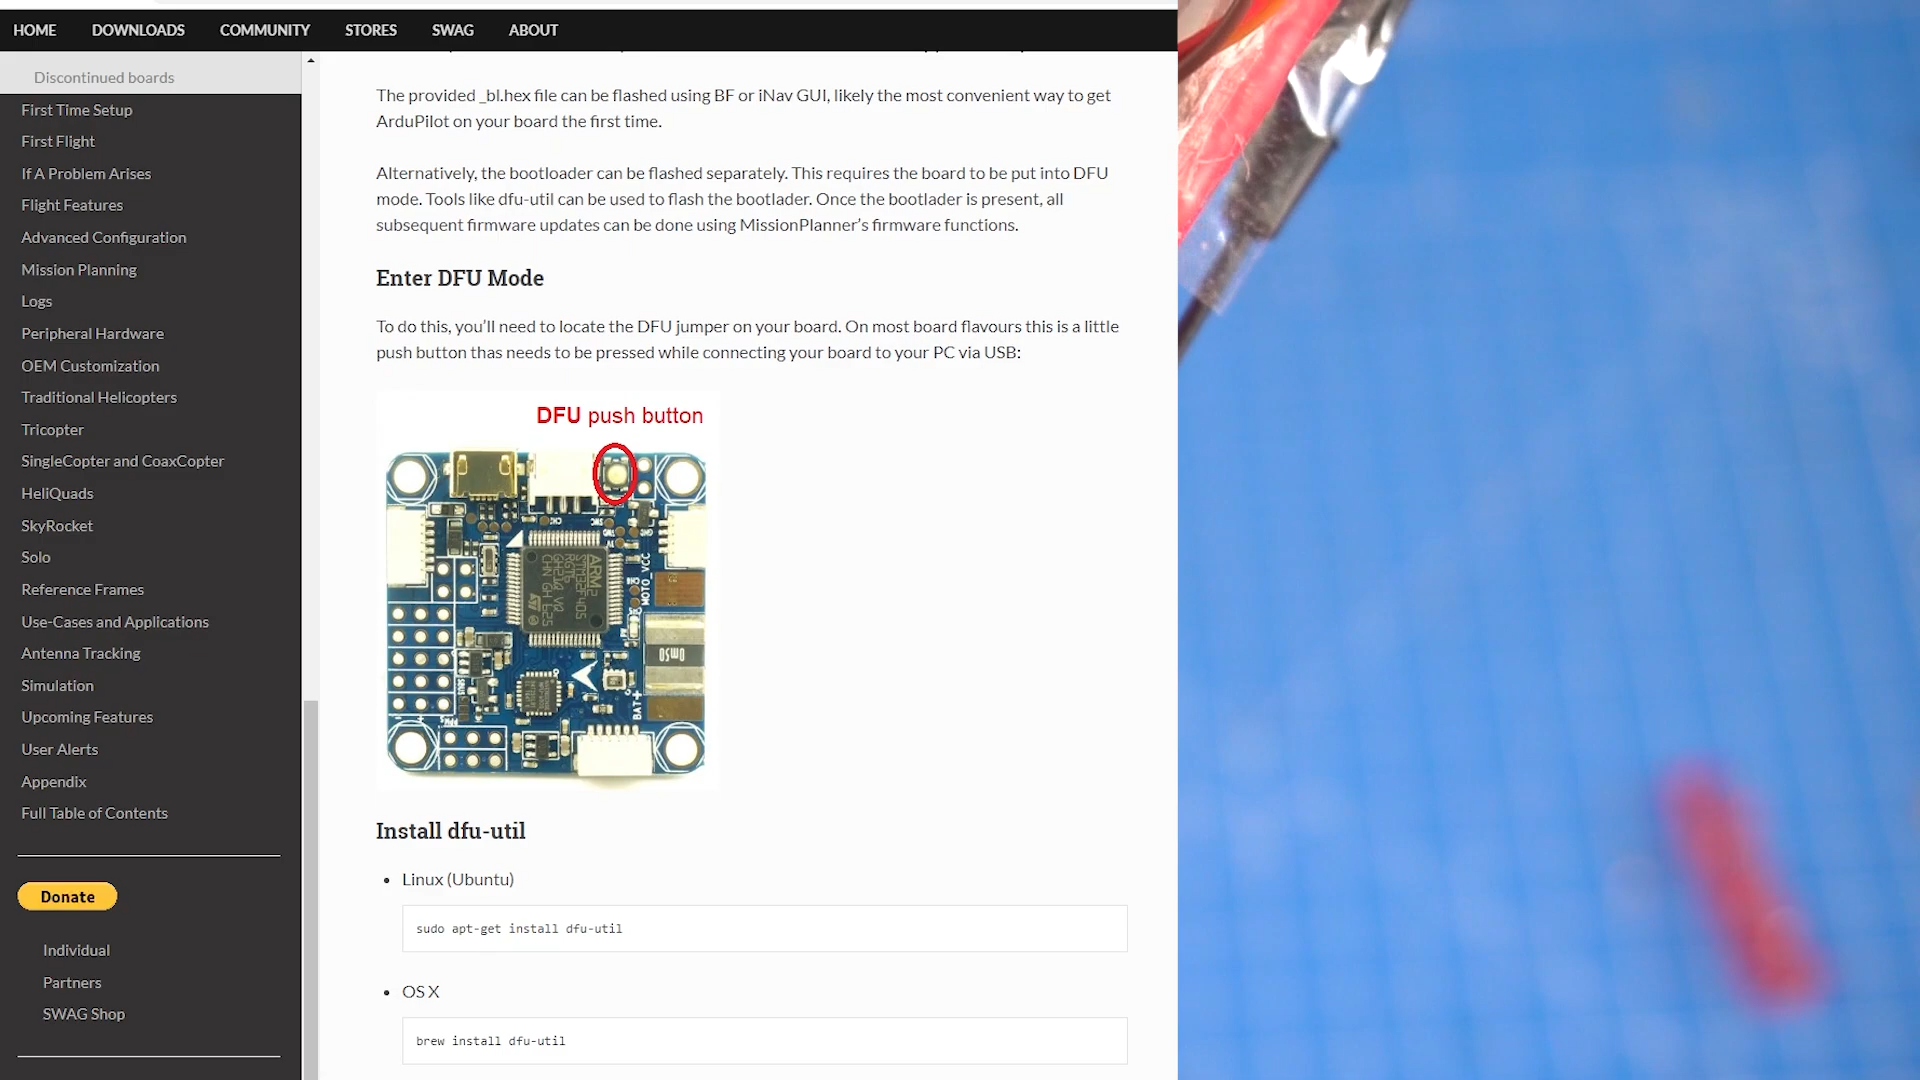 HOME DOWNLOADS COMMUNITY STORES SWAG ABOUT
Discontinued boards
First Time Setup
First Flight
If A Problem Arises
Flight Features
Advanced Configuration
Mission Planning
Logs
Peripheral Hardware
OEM Customization
Traditional Helicopters
Tricopter
SingleCopter and CoaxCopter
HeliQuads
SkyRocket
Solo
Reference Frames
Use-Cases and Applications
Antenna Tracking
Simulation
Upcoming Features
User Alerts
Appendix
Full Table of Contents
Donate
Individual
Partners
SWAG Shop
The provided _bl.hex file can be flashed using BF or iNav GUI, likely the most convenient way to get
ArduPilot on your board the first time.
Alternatively, the bootloader can be flashed separately. This requires the board to be put into DFU
mode. Tools like dfu-util can be used to flash the bootlader. Once the bootlader is present, all
subsequent firmware updates can be done using MissionPlanner’s firmware functions.
Enter DFU Mode
To do this, you’ll need to locate the DFU jumper on your board. On most board flavours this is a little
push button thas needs to be pressed while connecting your board to your PC via USB:
DFU push button
ARM
STM32F405
MOTO_VCC
0m50
BAT+
Install dfu-util
• Linux (Ubuntu)
sudo apt-get install dfu-util
• OS X
brew install dfu-util